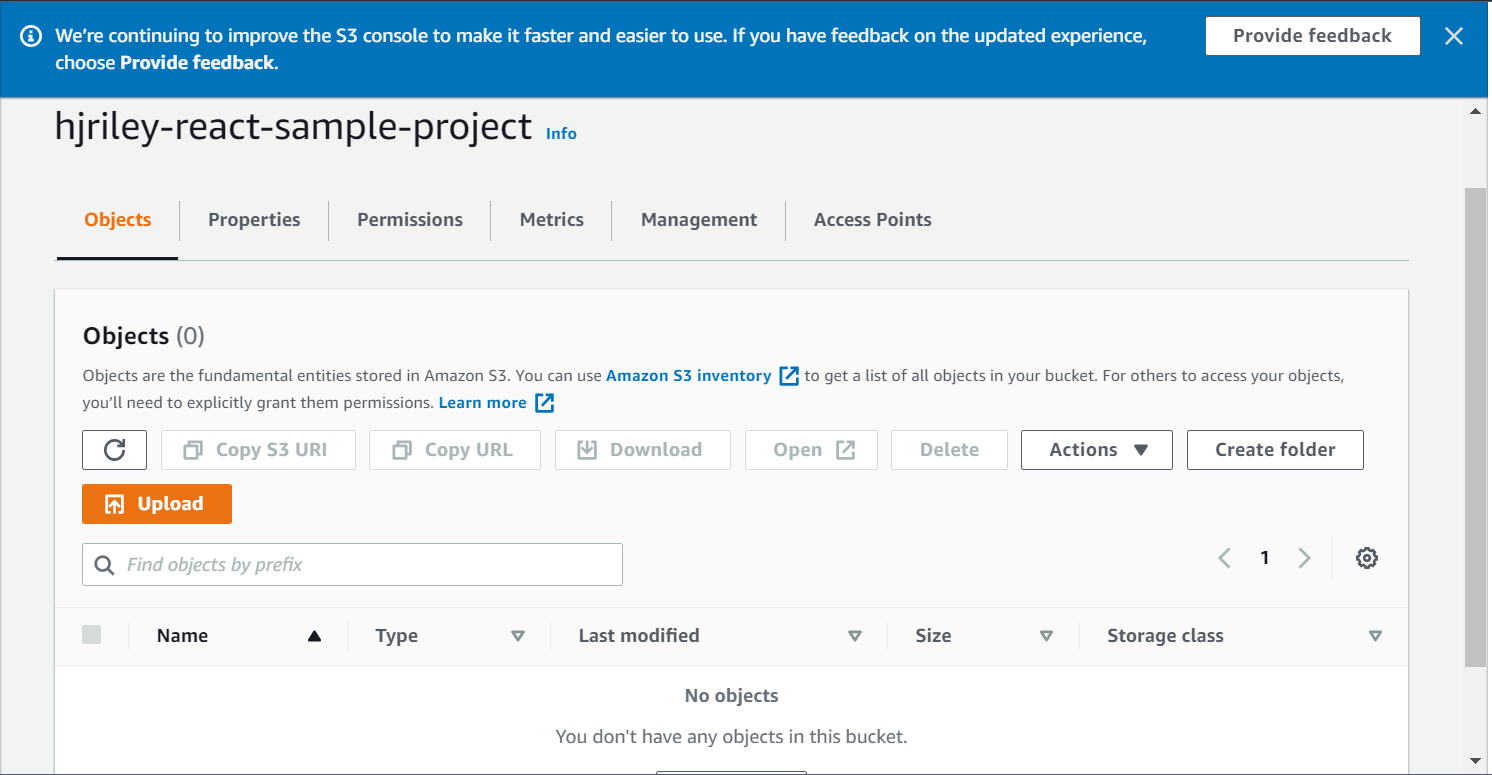 We're continuing to improve the S3 console to make it faster and easier to use. If you have feedback on the updated experience,
choose Provide feedback.
Provide feedback
hjriley-react-sample-project Info
Objects Properties Permissions Metrics Management Access Points
Objects (0)
Objects are the fundamental entities stored in Amazon S3. You can use Amazon S3 inventory to get a list of all objects in your bucket. For others to access your objects,
you'll need to explicitly grant them permissions. Learn more
Copy S3 URI Copy URL Download Open Delete Actions Create folder
Upload
Find objects by prefix
1
Name Type Last modified Size Storage class
No objects
You don't have any objects in this bucket.